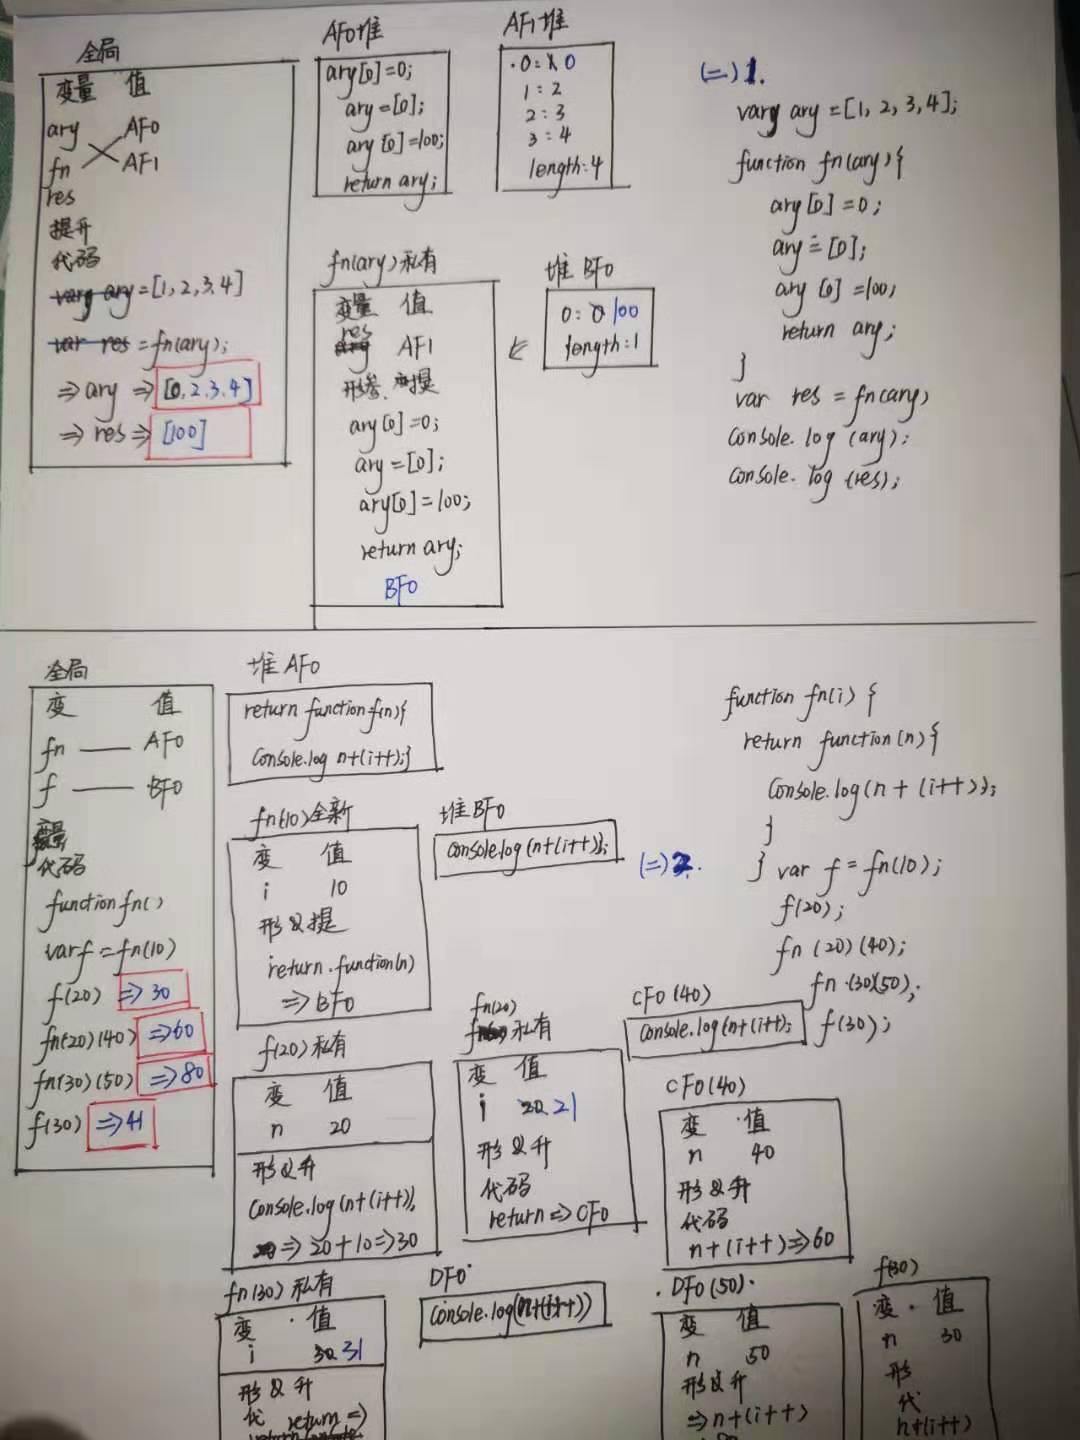 全局
变量 值
ary AF0
fn AF1
res
提升
代码
var ary = [1, 2, 3, 4]
var res = fn(ary);
⇒ ary ⇒ [0, 2, 3, 4]
⇒ res ⇒ [100]
AF0堆
ary[0]=0;
ary=[0];
ary[0]=100;
return ary;
AF1堆
0: 1 0
1: 2
2: 3
3: 4
length: 4
fn(ary)私有
变量 值
res
ary AF1
形参、变提
ary[0]=0;
ary=[0];
ary[0]=100;
return ary;
BF0
堆 BF0
0: 0 100
length: 1
(二) 1.
var ary = [1, 2, 3, 4];
function fn(ary){
ary[0]=0;
ary=[0];
ary[0]=100;
return ary;
}
var res = fn(ary)
console.log(ary);
console.log(res);
全局
变 值
fn —— AF0
f —— BF0
变量
代码
function fn()
var f = fn(10)
f(20) ⇒30
fn(20)(40) ⇒60
fn(30)(50) ⇒80
f(30) ⇒41
堆 AF0
return function f(n){
console.log n+(i++);}
fn(10)全新
变 值
i 10
形&提
return function(n)
⇒ BF0
堆 BF0
console.log(n+(i++));
(二) 2.
function fn(i) {
return function(n) {
console.log(n + (i++));
}
} var f = fn(10);
f(20);
fn (20)(40);
fn (30)(50);
f(30);
f(20)私有
变 值
n 20
形&升
console.log(n+(i++));
⇒ 20+10⇒30
fn(20)
私有
变 值
i 20 21
形&升
代码
return ⇒ CF0
CF0 (40)
console.log(n+(i++);
CF0(40)
变 值
n 40
形&升
代码
n+(i++)⇒60
fn(30)私有
变 值
i 30 31
形&升
代 return ⇒
DF0
console.log(n+(i++))
DF0(50)
变 值
n 50
形&升
⇒n+(i++)
f(30)
变 值
n 30
形
代
n+(i++)